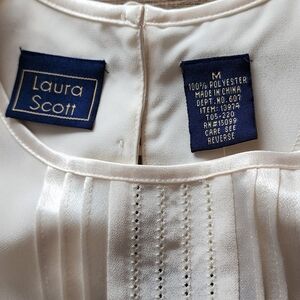 Laura
Scott
M
100% POLYESTER
MADE IN CHINA
DEPT. NO. 607
ITEM: 13974
T05-220
RN#15099
CARE SEE
REVERSE